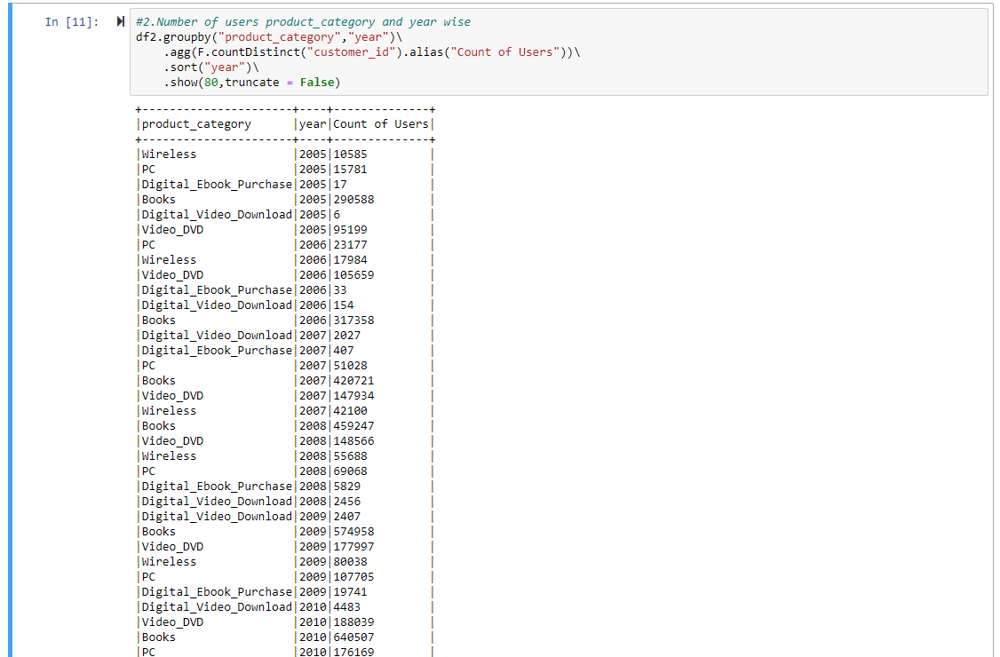 In [11]:
#2.Number of users product_category and year wise
df2.groupby("product_category","year")\
    .agg(F.countDistinct("customer_id").alias("Count of Users"))\
    .sort("year")\
    .show(80,truncate = False)
+----------------------+----+--------------+
|product_category      |year|Count of Users|
+----------------------+----+--------------+
|Wireless              |2005|10585         |
|PC                    |2005|15781         |
|Digital_Ebook_Purchase|2005|17            |
|Books                 |2005|290588        |
|Digital_Video_Download|2005|6             |
|Video_DVD             |2005|95199         |
|PC                    |2006|23177         |
|Wireless              |2006|17984         |
|Video_DVD             |2006|105659        |
|Digital_Ebook_Purchase|2006|33            |
|Digital_Video_Download|2006|154           |
|Books                 |2006|317358        |
|Digital_Video_Download|2007|2027          |
|Digital_Ebook_Purchase|2007|407           |
|PC                    |2007|51028         |
|Books                 |2007|420721        |
|Video_DVD             |2007|147934        |
|Wireless              |2007|42100         |
|Books                 |2008|459247        |
|Video_DVD             |2008|148566        |
|Wireless              |2008|55688         |
|PC                    |2008|69068         |
|Digital_Ebook_Purchase|2008|5829          |
|Digital_Video_Download|2008|2456          |
|Digital_Video_Download|2009|2407          |
|Books                 |2009|574958        |
|Video_DVD             |2009|177997        |
|Wireless              |2009|80038         |
|PC                    |2009|107705        |
|Digital_Ebook_Purchase|2009|19741         |
|Digital_Video_Download|2010|4483          |
|Video_DVD             |2010|188039        |
|Books                 |2010|640507        |
|PC                    |2010|176169        |